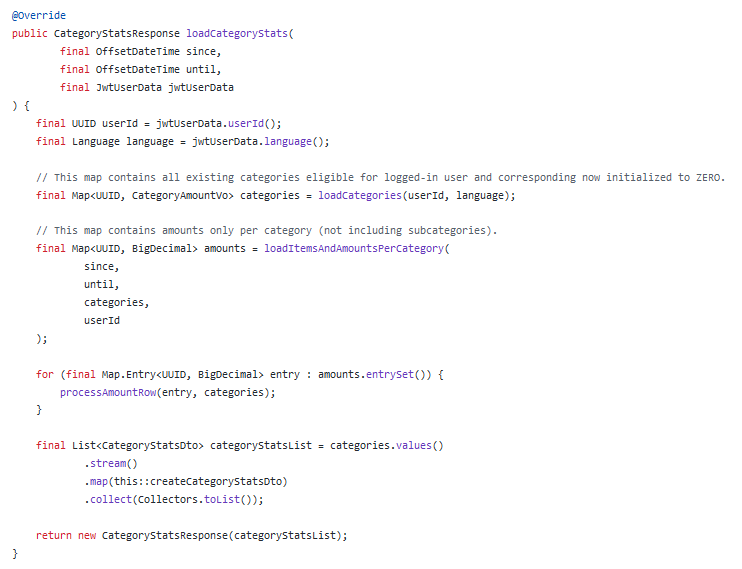 @Override
public CategoryStatsResponse loadCategoryStats(
        final OffsetDateTime since,
        final OffsetDateTime until,
        final JwtUserData jwtUserData
) {
    final UUID userId = jwtUserData.userId();
    final Language language = jwtUserData.language();

    // This map contains all existing categories eligible for logged-in user and corresponding now initialized to ZERO.
    final Map<UUID, CategoryAmountVo> categories = loadCategories(userId, language);

    // This map contains amounts only per category (not including subcategories).
    final Map<UUID, BigDecimal> amounts = loadItemsAndAmountsPerCategory(
            since,
            until,
            categories,
            userId
    );

    for (final Map.Entry<UUID, BigDecimal> entry : amounts.entrySet()) {
        processAmountRow(entry, categories);
    }

    final List<CategoryStatsDto> categoryStatsList = categories.values()
            .stream()
            .map(this::createCategoryStatsDto)
            .collect(Collectors.toList());

    return new CategoryStatsResponse(categoryStatsList);
}